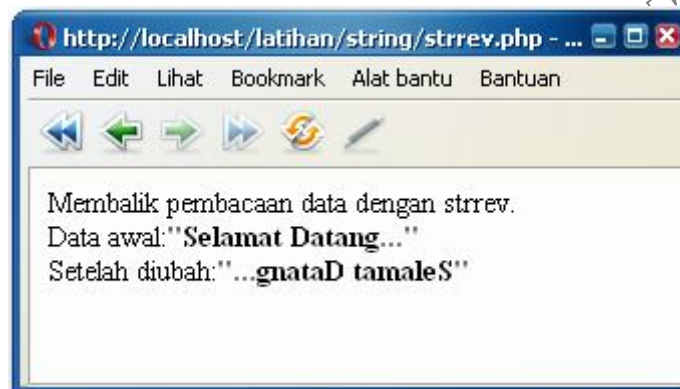 http://localhost/latihan/string/strrev.php - ...
File Edit Lihat Bookmark Alat bantu Bantuan
Membalik pembacaan data dengan strrev.
Data awal:"Selamat Datang..."
Setelah diubah:"...gnataD tamaleS"